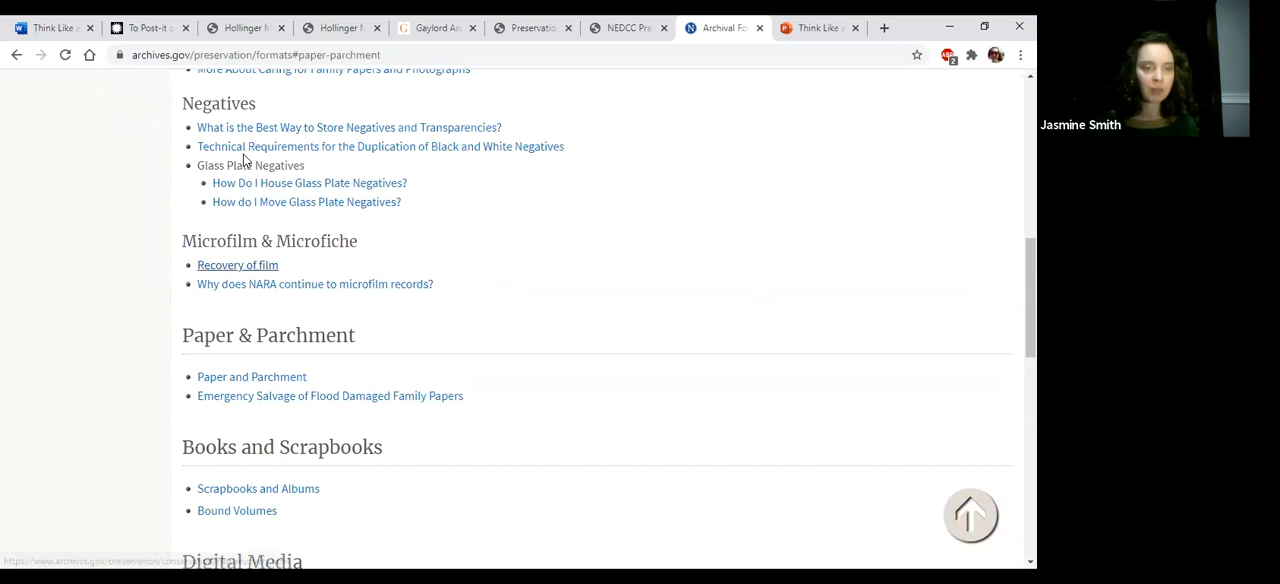 Think Like a
To Post-it o
Hollinger M
Hollinger M
Gaylord Arc
Preservatio
NEDCC Pre
Archival Fo
Think Like a
archives.gov/preservation/formats#paper-parchment
ABP
2
Jasmine Smith
More About Caring for Family Papers and Photographs
Negatives
What is the Best Way to Store Negatives and Transparencies?
Technical Requirements for the Duplication of Black and White Negatives
Glass Plate Negatives
How Do I House Glass Plate Negatives?
How do I Move Glass Plate Negatives?
Microfilm & Microfiche
Recovery of film
Why does NARA continue to microfilm records?
Paper & Parchment
Paper and Parchment
Emergency Salvage of Flood Damaged Family Papers
Books and Scrapbooks
Scrapbooks and Albums
Bound Volumes
Digital Media